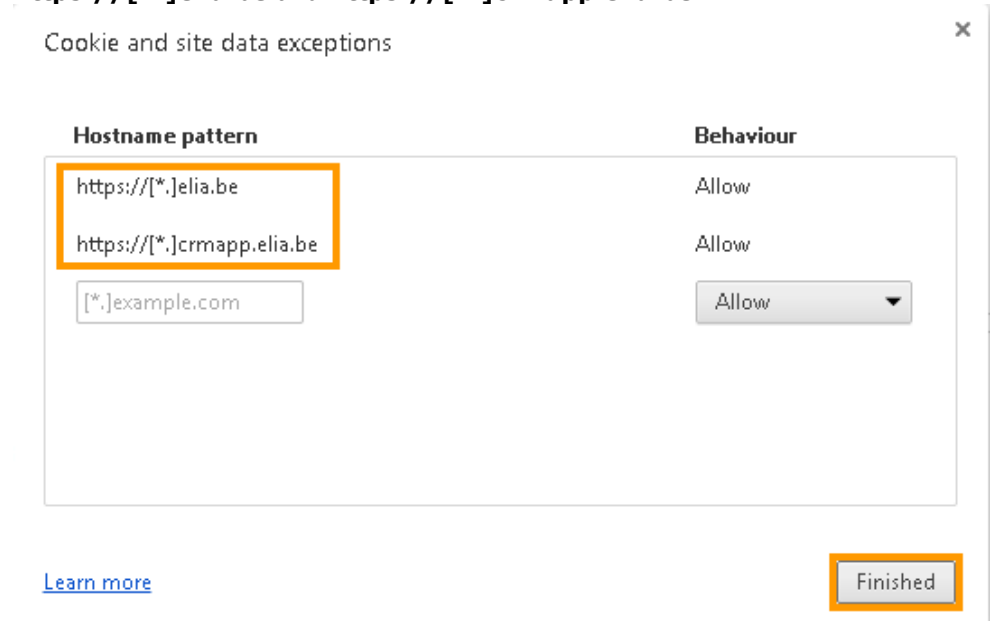 Cookie and site data exceptions
Hostname pattern Behaviour
https://[*.]elia.be Allow
https://[*.]crmapp.elia.be Allow
[*.]example.com Allow
Learn more Finished